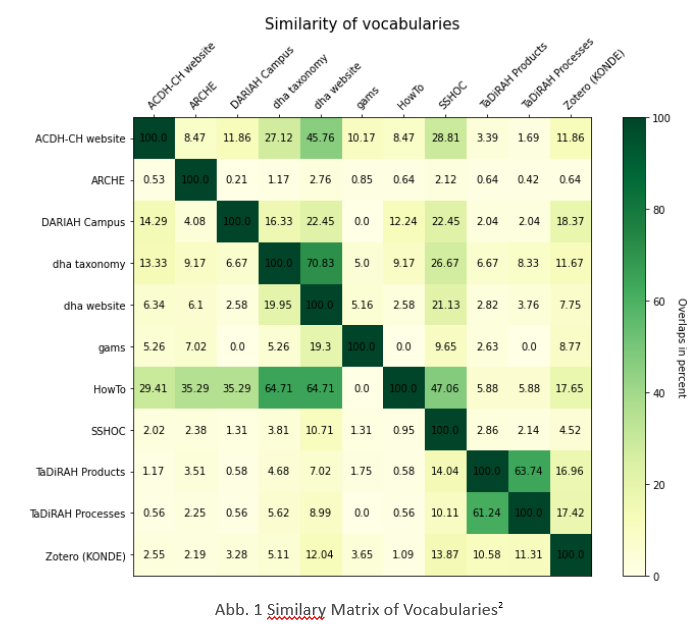 Similarity of vocabularies
ACDH-CH website ARCHE DARIAH Campus dha taxonomy dha website gams HowTo SSHOC TaDiRAH Products TaDiRAH Processes Zotero (KONDE)
ACDH-CH website 100.0 8.47 11.86 27.12 45.76 10.17 8.47 28.81 3.39 1.69 11.86
ARCHE 0.53 100.0 0.21 1.17 2.76 0.85 0.64 2.12 0.64 0.42 0.64
DARIAH Campus 14.29 4.08 100.0 16.33 22.45 0.0 12.24 22.45 2.04 2.04 18.37
dha taxonomy 13.33 9.17 6.67 100.0 70.83 5.0 9.17 26.67 6.67 8.33 11.67
dha website 6.34 6.1 2.58 19.95 100.0 5.16 2.58 21.13 2.82 3.76 7.75
gams 5.26 7.02 0.0 5.26 19.3 100.0 0.0 9.65 2.63 0.0 8.77
HowTo 29.41 35.29 35.29 64.71 64.71 0.0 100.0 47.06 5.88 5.88 17.65
SSHOC 2.02 2.38 1.31 3.81 10.71 1.31 0.95 100.0 2.86 2.14 4.52
TaDiRAH Products 1.17 3.51 0.58 4.68 7.02 1.75 0.58 14.04 100.0 63.74 16.96
TaDiRAH Processes 0.56 2.25 0.56 5.62 8.99 0.0 0.56 10.11 61.24 100.0 17.42
Zotero (KONDE) 2.55 2.19 3.28 5.11 12.04 3.65 1.09 13.87 10.58 11.31 100.0
100
80
60
40
20
0
Overlaps in percent
Abb. 1 Similary Matrix of Vocabularies²